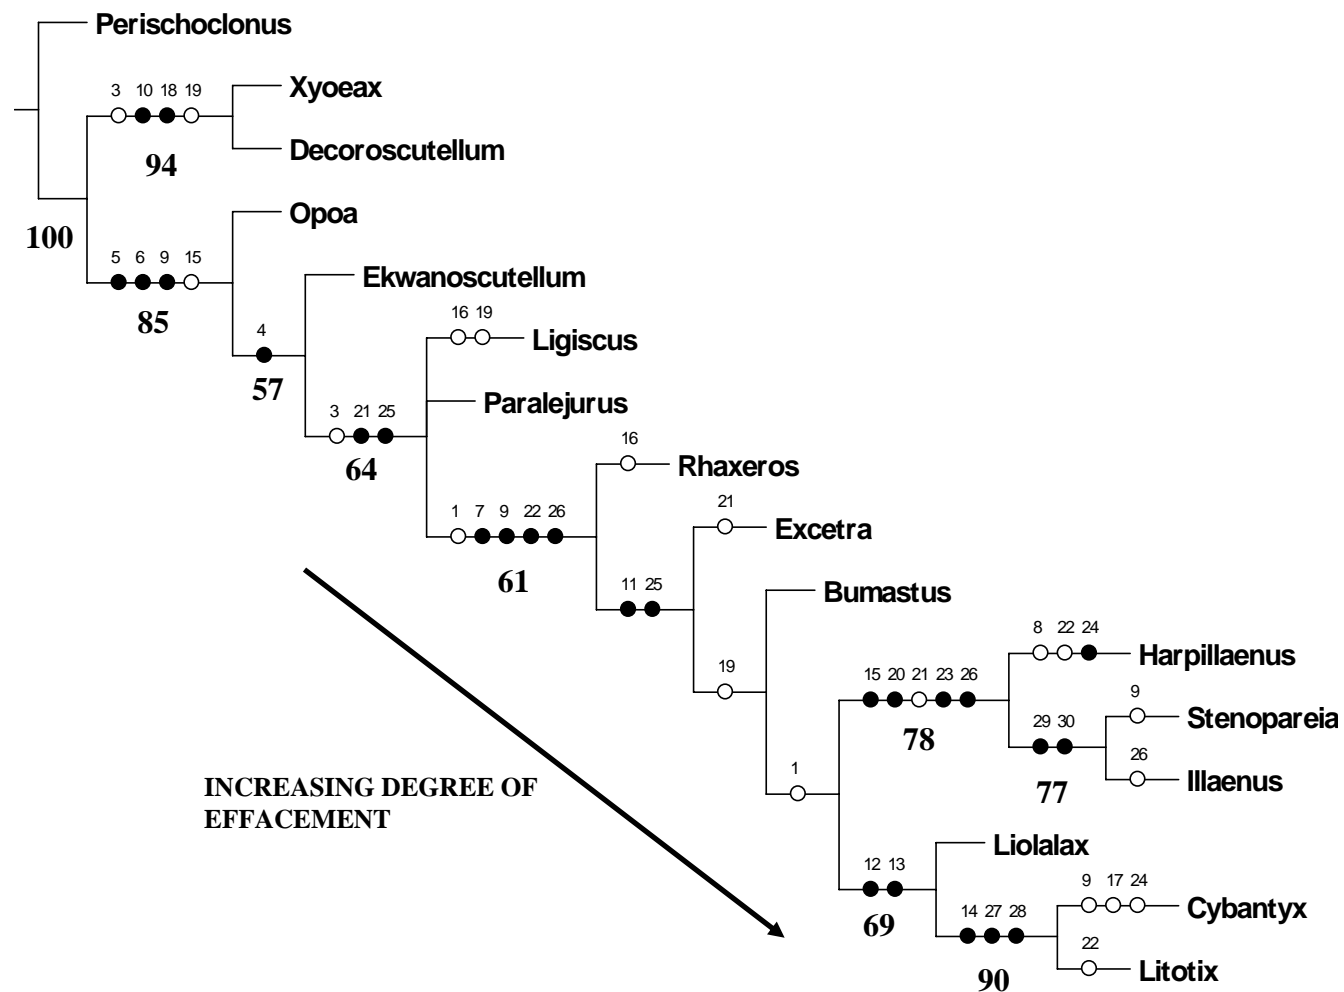 Perischoclonus
3 10 18 19
Xyoeax
94
Decoroscutellum
Opoa
100
5 6 9 15
85
Ekwanoscutellum
4
57
16 19
Ligiscus
Paralejurus
3 21 25
64
16
Rhaxeros
1 7 9 22 26
61
21
Excetra
11 25
Bumastus
19
8 22 24
Harpillaenus
15 20 21 23 26
78
9
Stenopareia
29 30
77
26
Illaenus
1
INCREASING DEGREE OF
EFFACEMENT
Liolalax
12 13
69
9 17 24
Cybantyx
14 27 28
90
22
Litotix